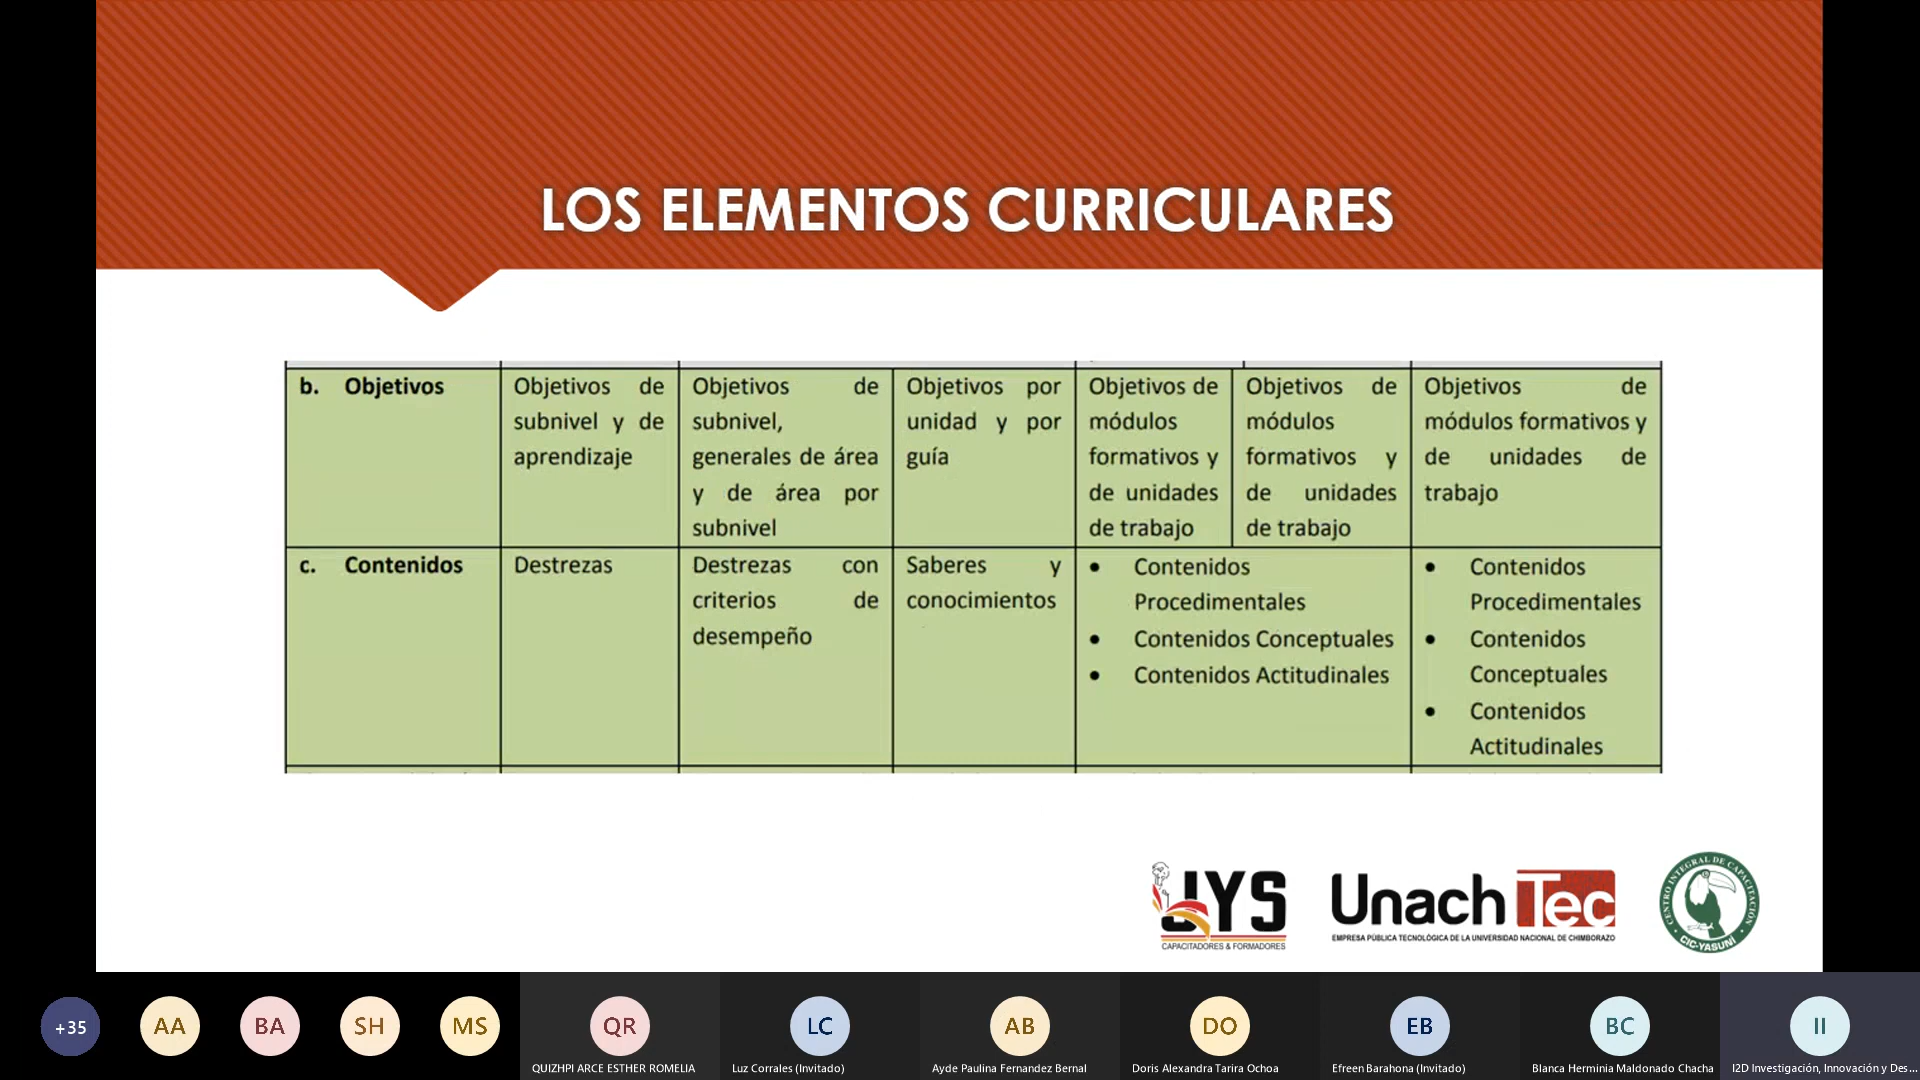 LOS ELEMENTOS CURRICULARES
b. Objetivos
Objetivos de
subnivel y de
aprendizaje
Objetivos de
subnivel,
generales de área
y de área por
subnivel
Objetivos por
unidad y por
guía
Objetivos de
módulos
formativos y
de unidades
de trabajo
Objetivos de
módulos
formativos y
de unidades
de trabajo
Objetivos de
módulos formativos y
de unidades de
trabajo
c. Contenidos
Destrezas
Destrezas con
criterios de
desempeño
Saberes y
conocimientos
• Contenidos
Procedimentales
• Contenidos Conceptuales
• Contenidos Actitudinales
• Contenidos
Procedimentales
• Contenidos
Conceptuales
• Contenidos
Actitudinales
JYS
CAPACITADORES & FORMADORES
UnachTec
EMPRESA PÚBLICA TECNOLÓGICA DE LA UNIVERSIDAD NACIONAL DE CHIMBORAZO
CENTRO INTEGRAL DE CAPACITACIÓN
CIC-YASUNÍ
+35
AA
BA
SH
MS
QR
LC
AB
DO
EB
BC
II
QUIZHPI ARCE ESTHER ROMELIA
Luz Corrales (Invitado)
Ayde Paulina Fernandez Bernal
Doris Alexandra Tarira Ochoa
Efreen Barahona (Invitado)
Blanca Herminia Maldonado Chacha
I2D Investigación, Innovación y Des...